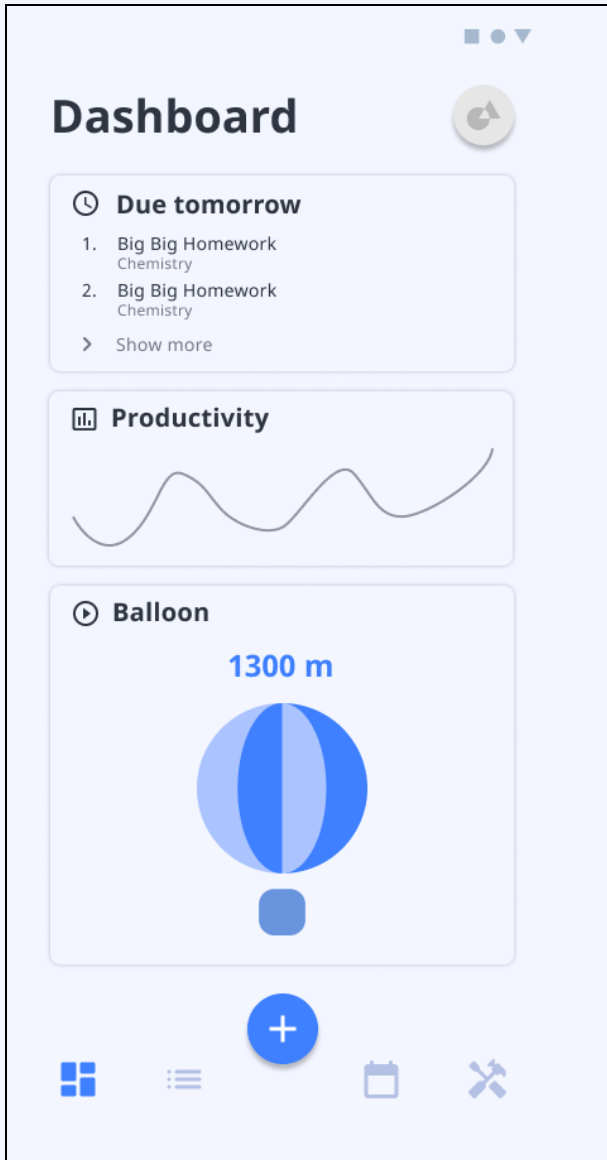 Dashboard
Due tomorrow
1. Big Big Homework
Chemistry
2. Big Big Homework
Chemistry
Show more
Productivity
Balloon
1300 m